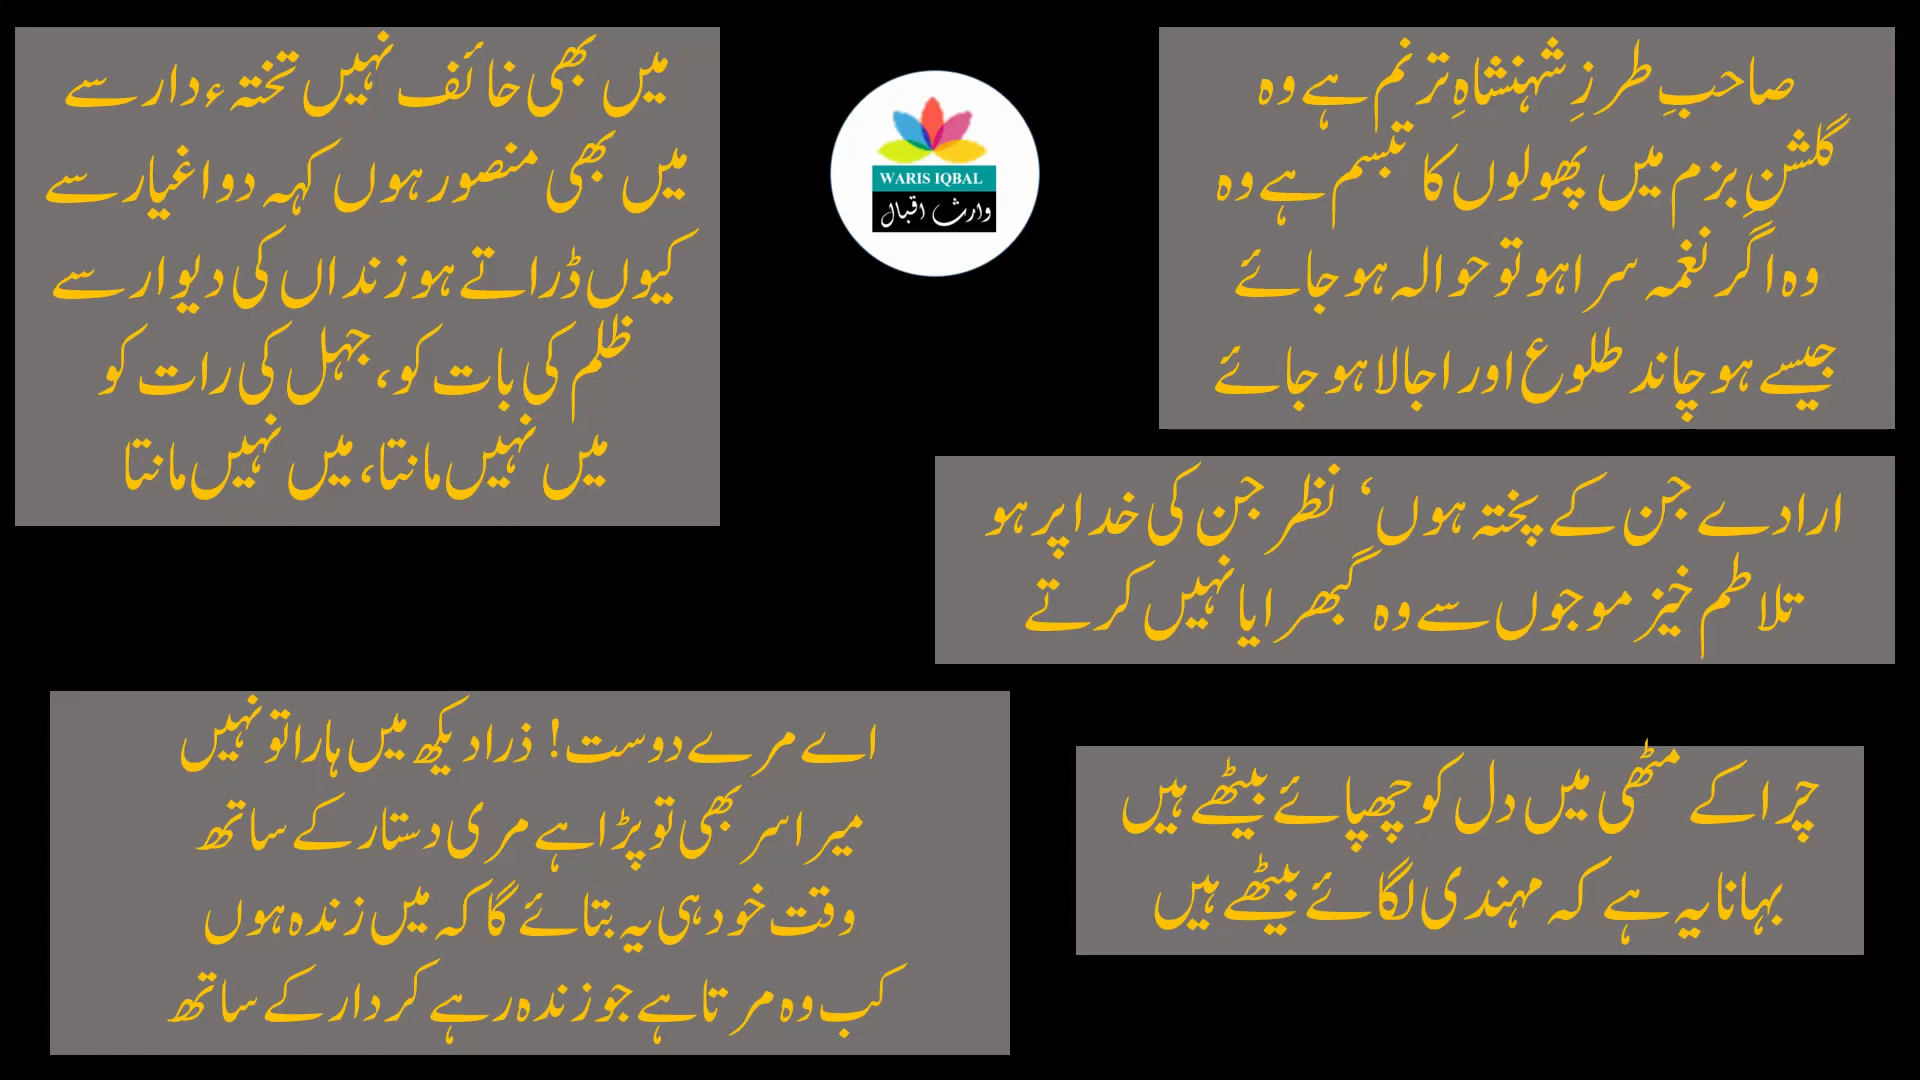 میں بھی خائف نہیں تختہء دار سے
میں بھی منصور ہوں کہہ دو اغیار سے
کیوں ڈراتے ہو زنداں کی دیوار سے
ظلم کی بات کو، جہل کی رات کو
میں نہیں مانتا، میں نہیں مانتا
WARIS IQBAL
وارث اقبال
صاحبِ طرزِ شہنشاہِ ترنم ہے وہ
گلشنِ بزم میں پھولوں کا تبسم ہے وہ
وہ اگر نغمہ سرا ہو تو حوالہ ہو جائے
جیسے ہو چاند طلوع اور اجالا ہو جائے
ارادے جن کے پختہ ہوں‘ نظر جن کی خدا پر ہو
تلاطم خیز موجوں سے وہ گبھرایا نہیں کرتے
اے مرے دوست! ذرا دیکھ میں ہارا تو نہیں
میرا سر بھی تو پڑا ہے مری دستار کے ساتھ
وقت خود ہی یہ بتائے گا کہ میں زندہ ہوں
کب وہ مرتا ہے جو زندہ رہے کردار کے ساتھ
چرا کے مٹھی میں دل کو چھپائے بیٹھے ہیں
بہانا یہ ہے کہ مہندی لگائے بیٹھے ہیں